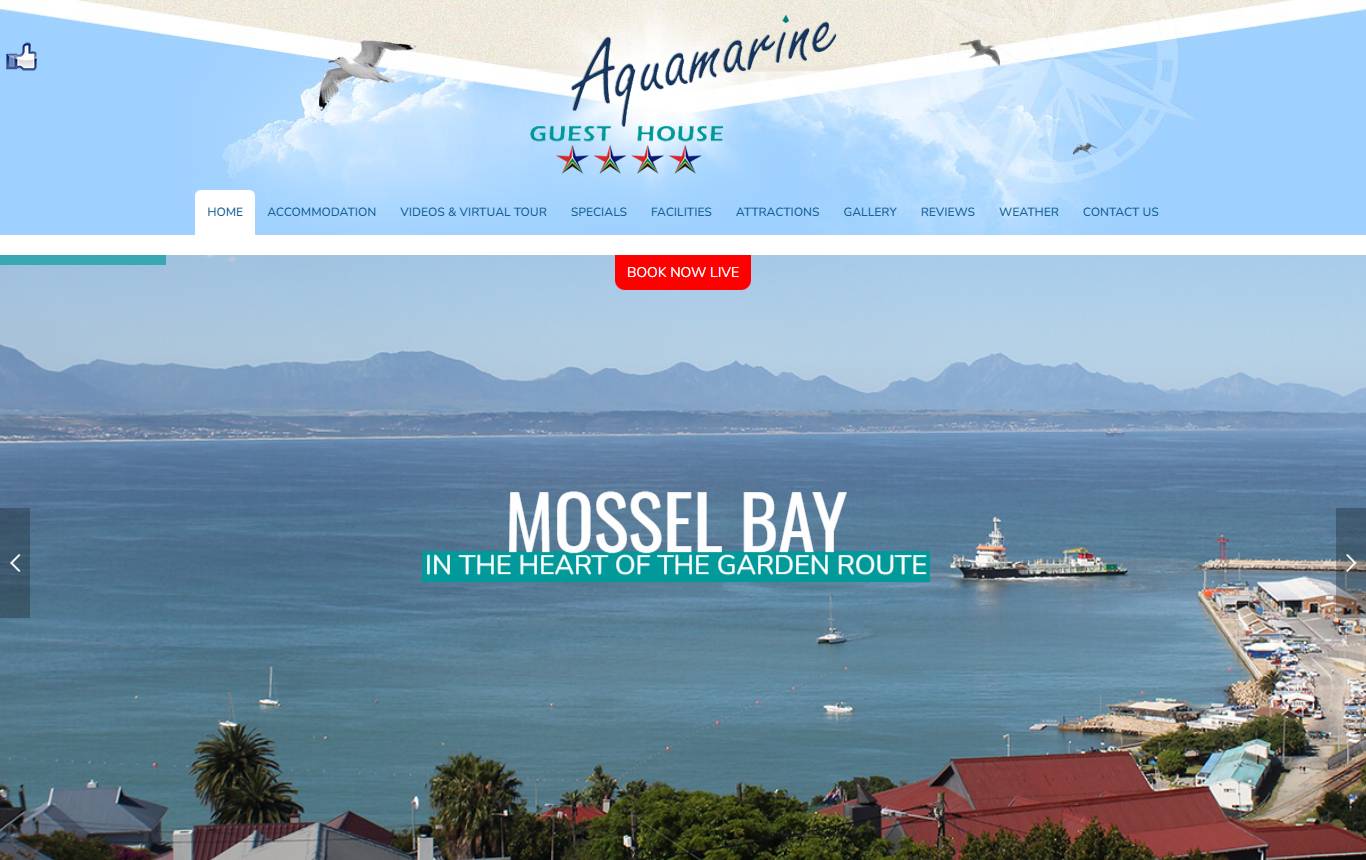 Aquamarine
GUEST HOUSE
HOME ACCOMMODATION VIDEOS & VIRTUAL TOUR SPECIALS FACILITIES ATTRACTIONS GALLERY REVIEWS WEATHER CONTACT US
BOOK NOW LIVE
MOSSEL BAY
IN THE HEART OF THE GARDEN ROUTE